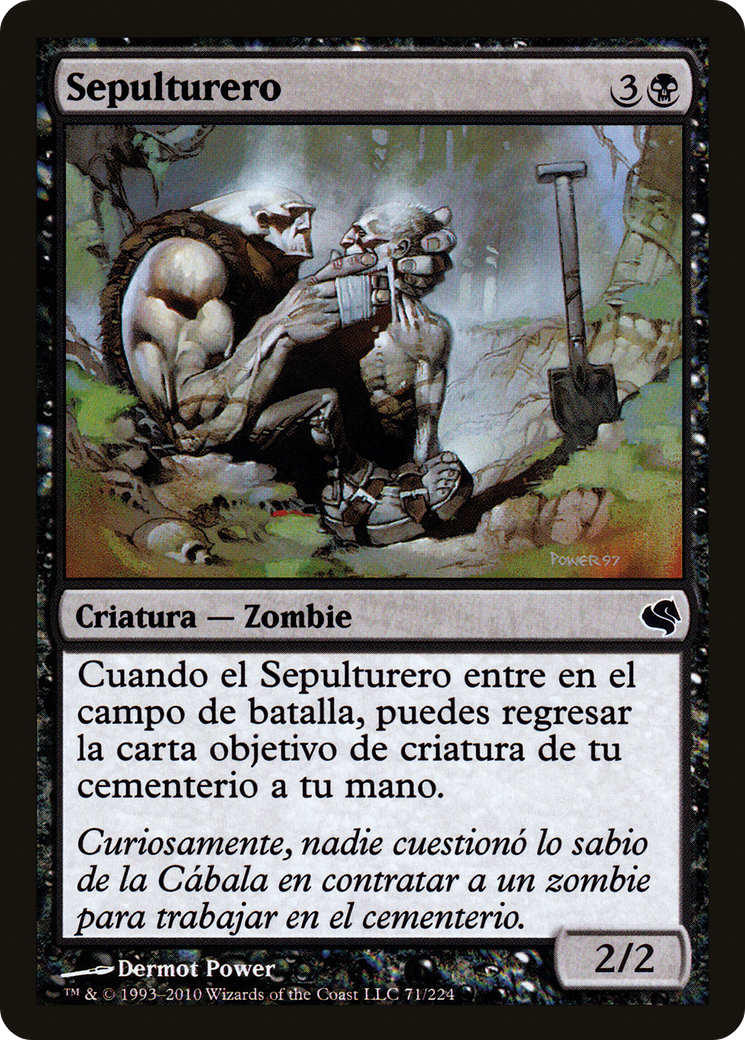 Sepulturero 3
POWER 97
Criatura — Zombie
Cuando el Sepulturero entre en el
campo de batalla, puedes regresar
la carta objetivo de criatura de tu
cementerio a tu mano.
Curiosamente, nadie cuestionó lo sabio
de la Cábala en contratar a un zombie
para trabajar en el cementerio.
2/2
Dermot Power
™ & © 1993–2010 Wizards of the Coast LLC 71/224